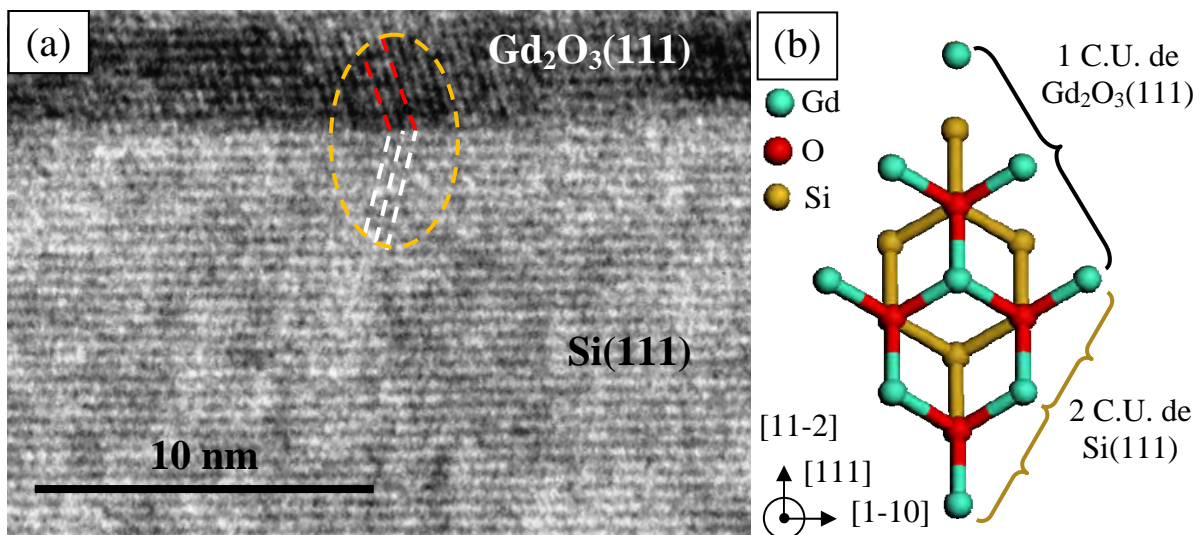 (a)
Gd₂O₃(111)
Si(111)
10 nm
(b)
Gd
O
Si
1 C.U. de
Gd₂O₃(111)
2 C.U. de
Si(111)
[11-2]
[111]
[1-10]